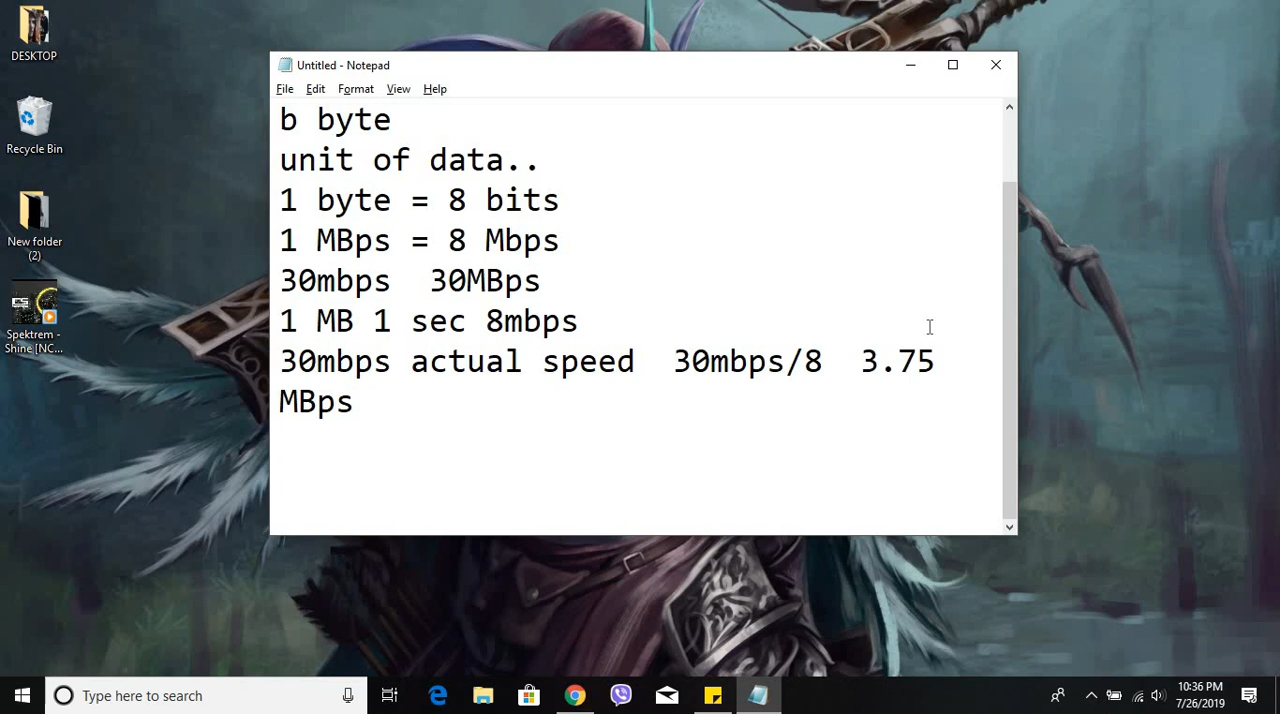 DESKTOP
Recycle Bin
New folder
(2)
Spektrem -
Shine [NC...
Untitled - Notepad
File Edit Format View Help
b byte
unit of data..
1 byte = 8 bits
1 MBps = 8 Mbps
30mbps 30MBps
1 MB 1 sec 8mbps
30mbps actual speed 30mbps/8 3.75
MBps
Type here to search
10:36 PM
7/26/2019